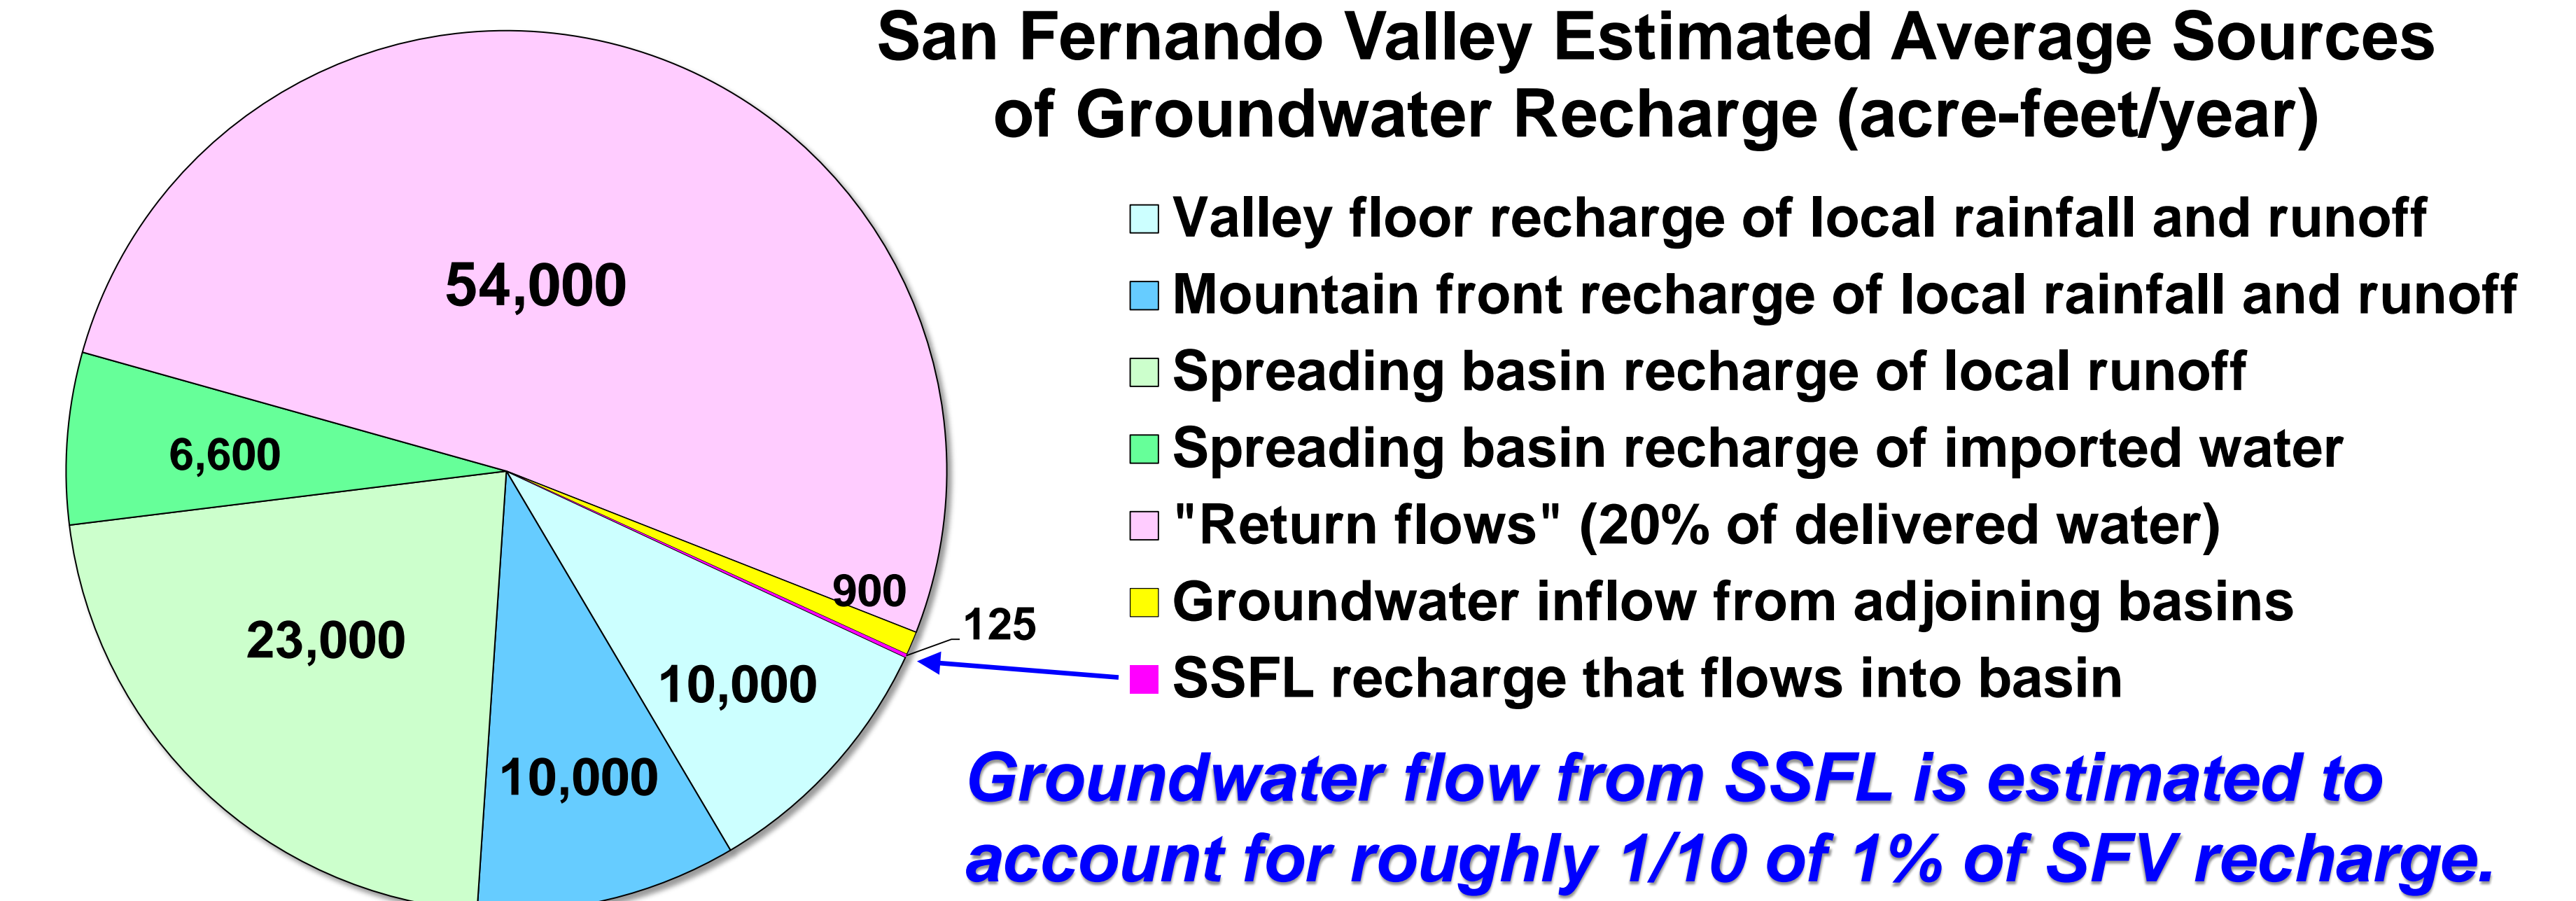 San Fernando Valley Estimated Average Sources
of Groundwater Recharge (acre-feet/year)
54,000
6,600
23,000
10,000
10,000
900
125
Valley floor recharge of local rainfall and runoff
Mountain front recharge of local rainfall and runoff
Spreading basin recharge of local runoff
Spreading basin recharge of imported water
"Return flows" (20% of delivered water)
Groundwater inflow from adjoining basins
SSFL recharge that flows into basin
Groundwater flow from SSFL is estimated to
account for roughly 1/10 of 1% of SFV recharge.